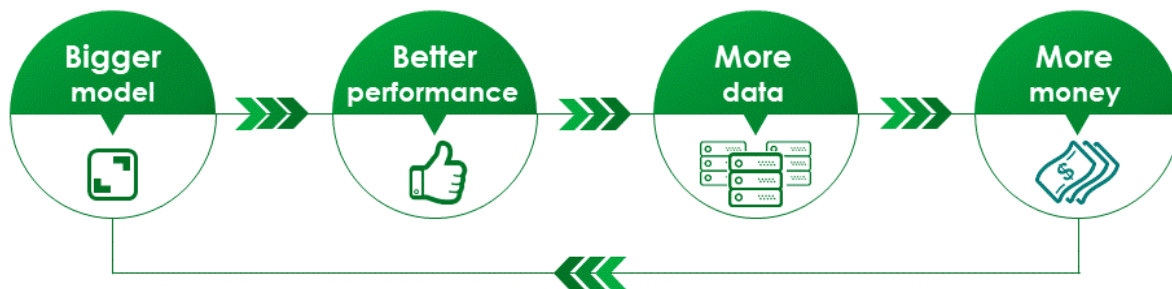 Bigger
model
Better
performance
More
data
More
money
$